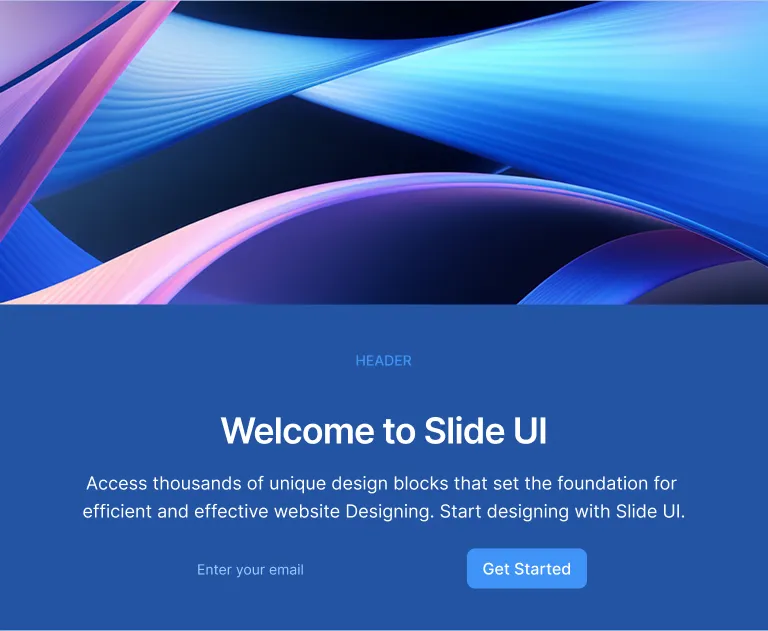 HEADER
Welcome to Slide UI
Access thousands of unique design blocks that set the foundation for
efficient and effective website Designing. Start designing with Slide UI.
Enter your email
Get Started